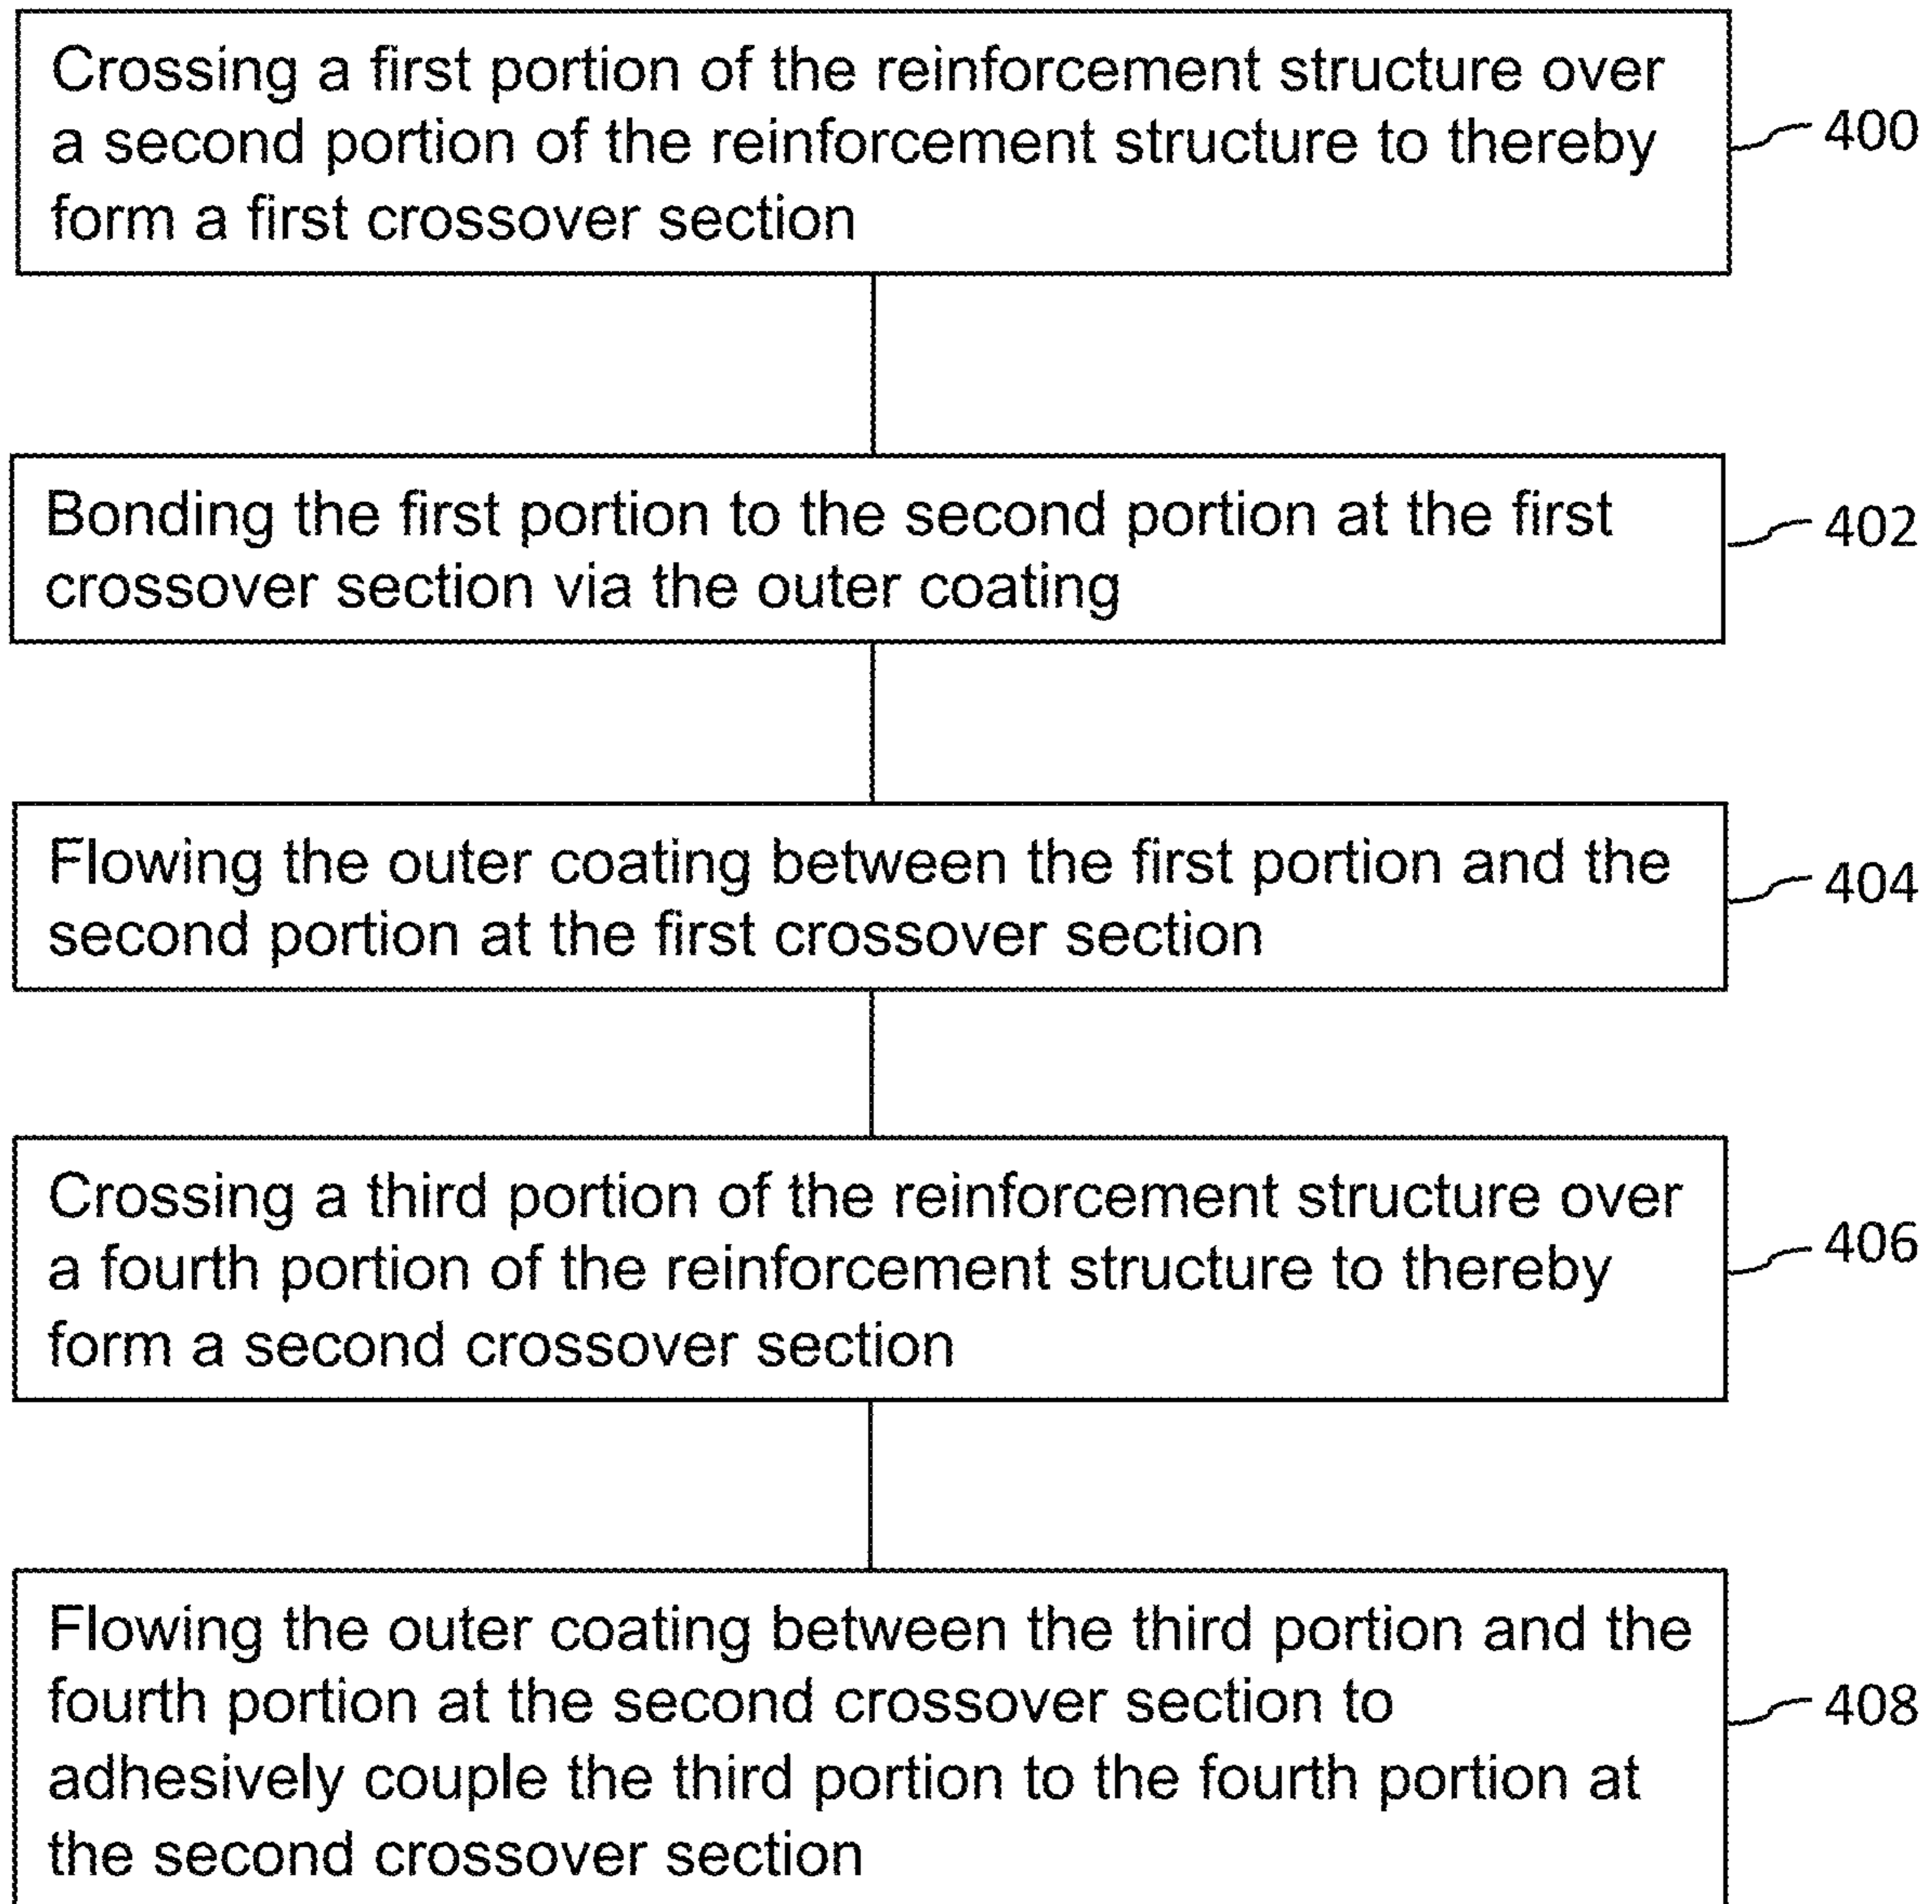 Crossing a first portion of the reinforcement structure over
a second portion of the reinforcement structure to thereby
form a first crossover section
400
Bonding the first portion to the second portion at the first
crossover section via the outer coating
402
Flowing the outer coating between the first portion and the
second portion at the first crossover section
404
Crossing a third portion of the reinforcement structure over
a fourth portion of the reinforcement structure to thereby
form a second crossover section
406
Flowing the outer coating between the third portion and the
fourth portion at the second crossover section to
adhesively couple the third portion to the fourth portion at
the second crossover section
408